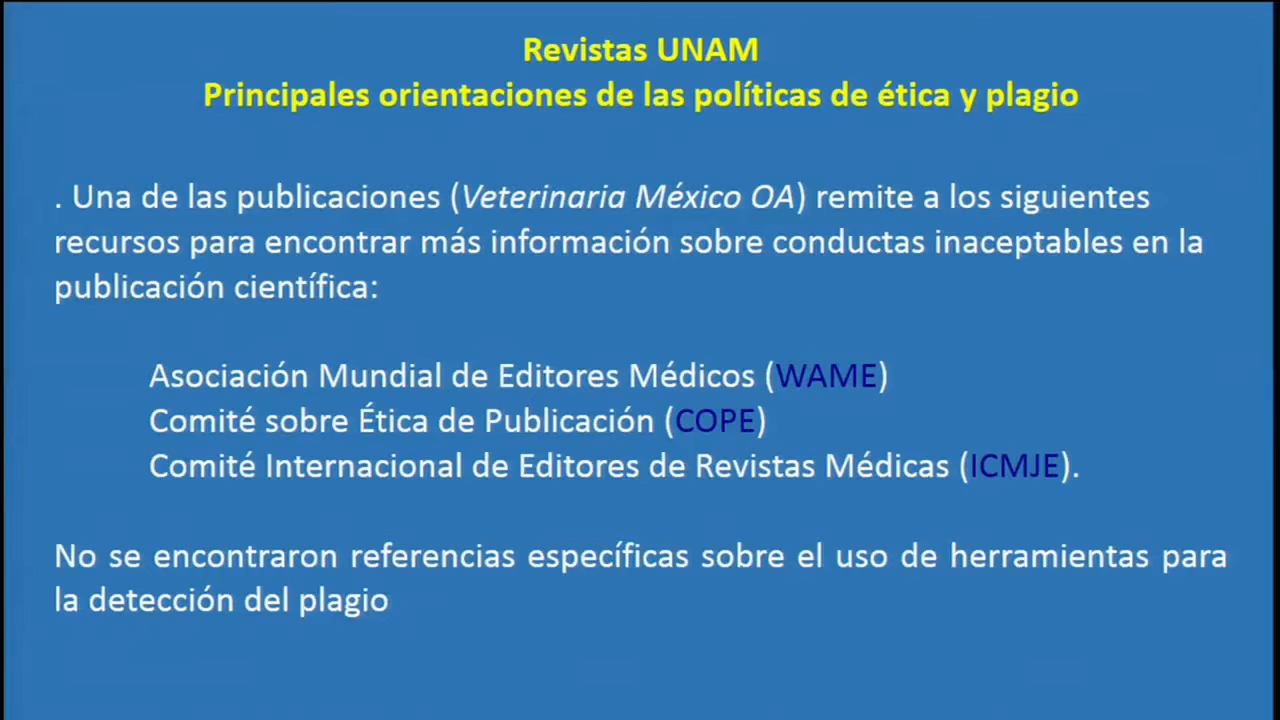 Revistas UNAM
Principales orientaciones de las políticas de ética y plagio
. Una de las publicaciones (Veterinaria México OA) remite a los siguientes
recursos para encontrar más información sobre conductas inaceptables en la
publicación científica:
Asociación Mundial de Editores Médicos (WAME)
Comité sobre Ética de Publicación (COPE)
Comité Internacional de Editores de Revistas Médicas (ICMJE).
No se encontraron referencias específicas sobre el uso de herramientas para
la detección del plagio